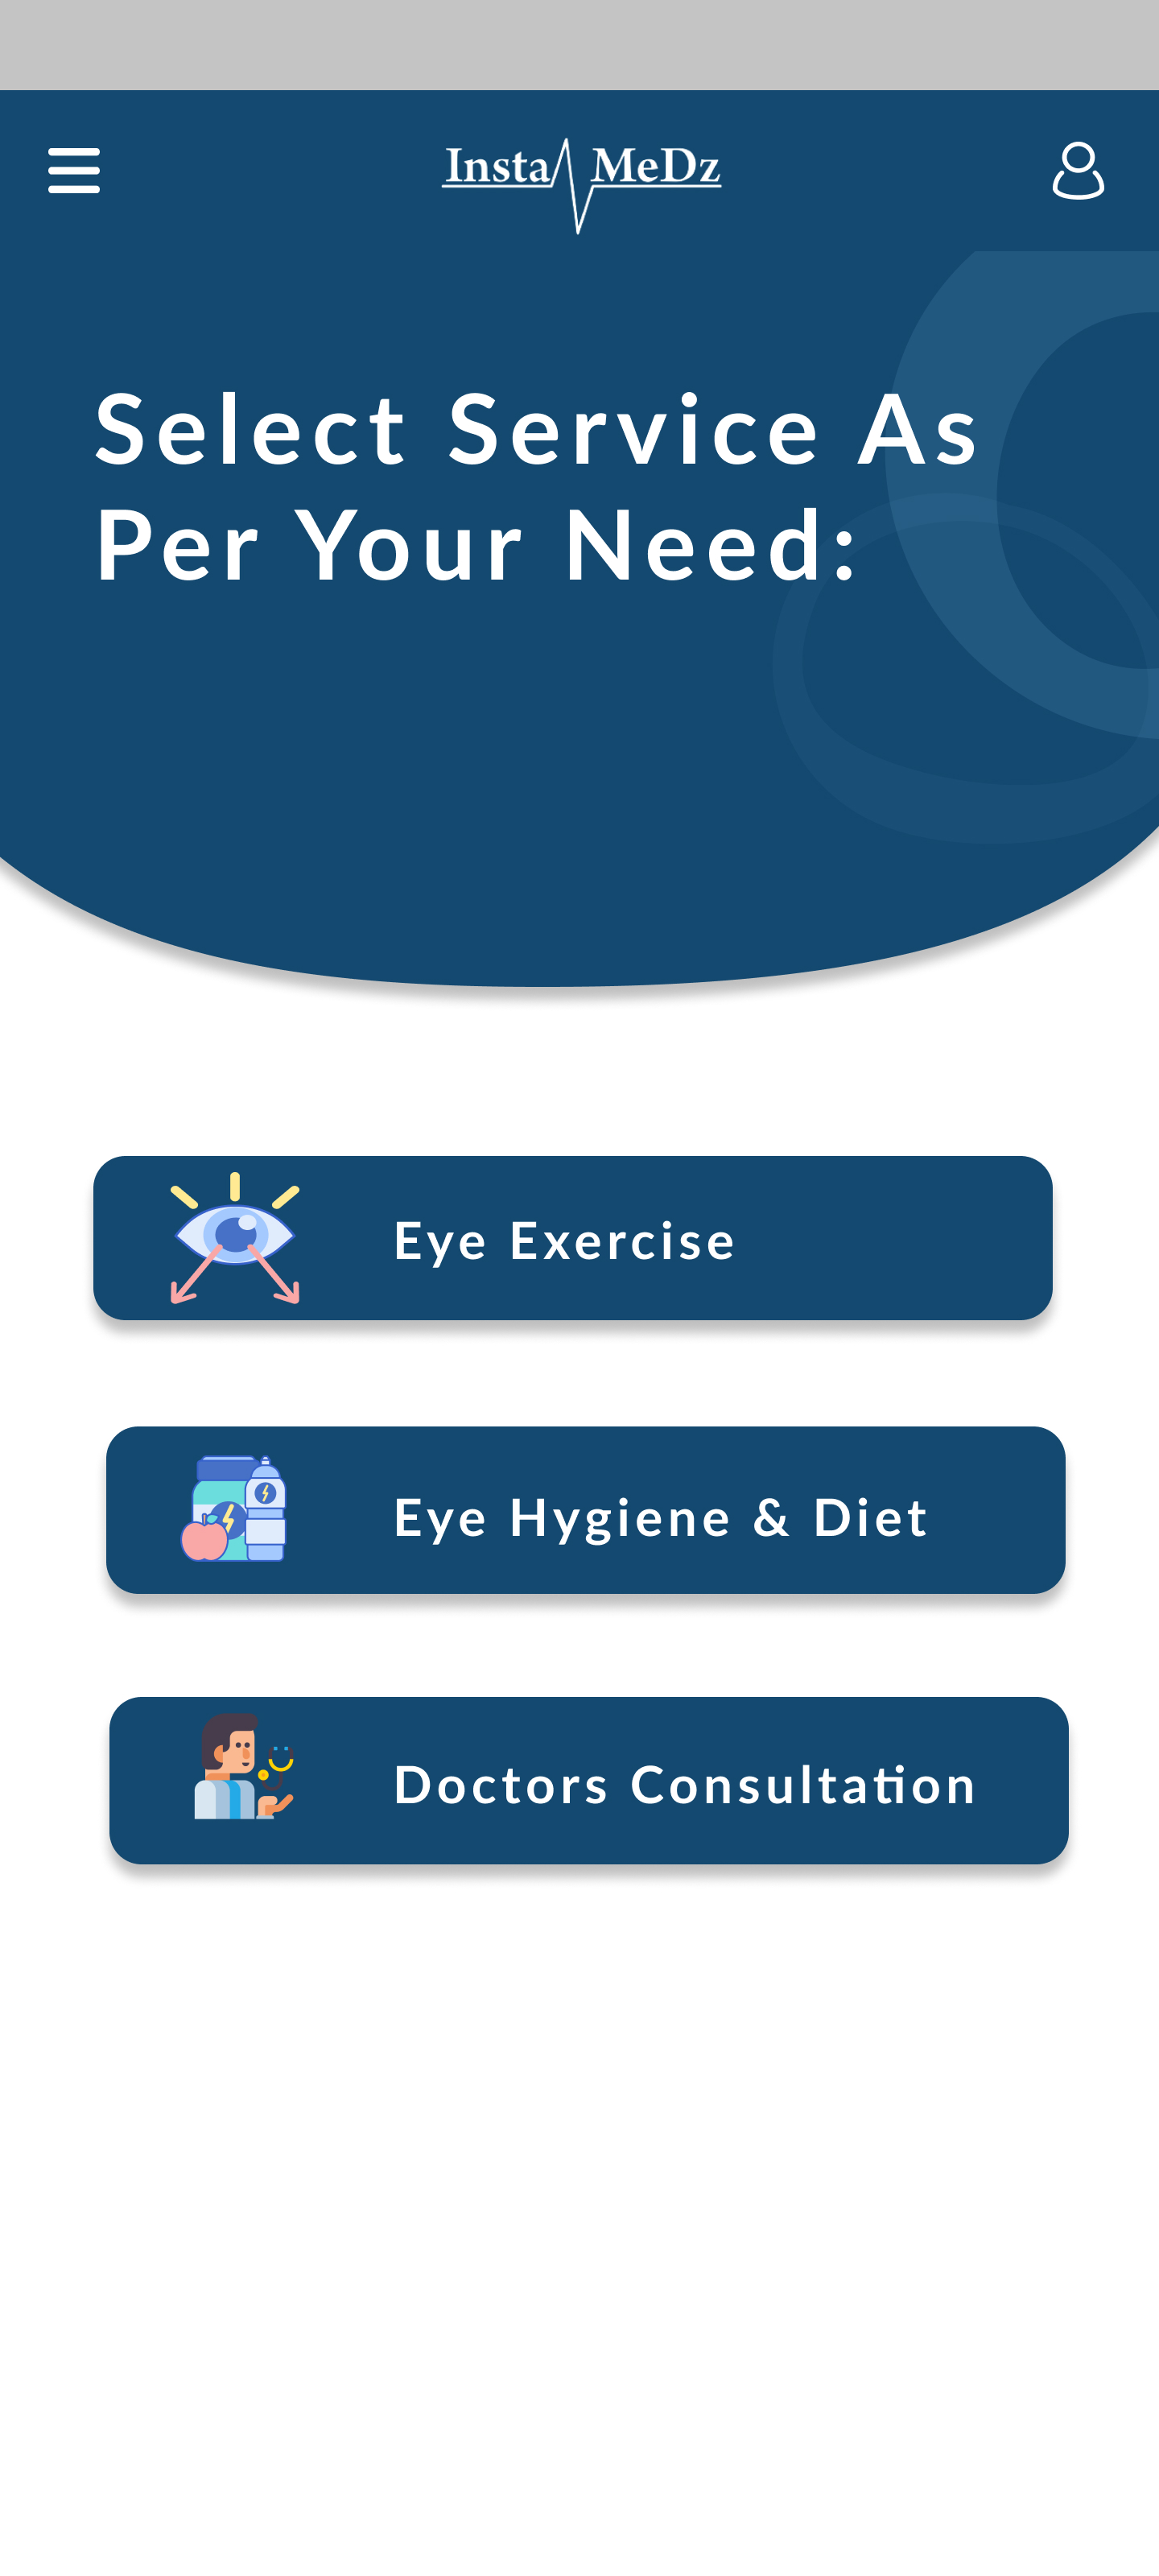 Insta MeDz
Select Service As
Per Your Need:
Eye Exercise
Eye Hygiene & Diet
Doctors Consultation